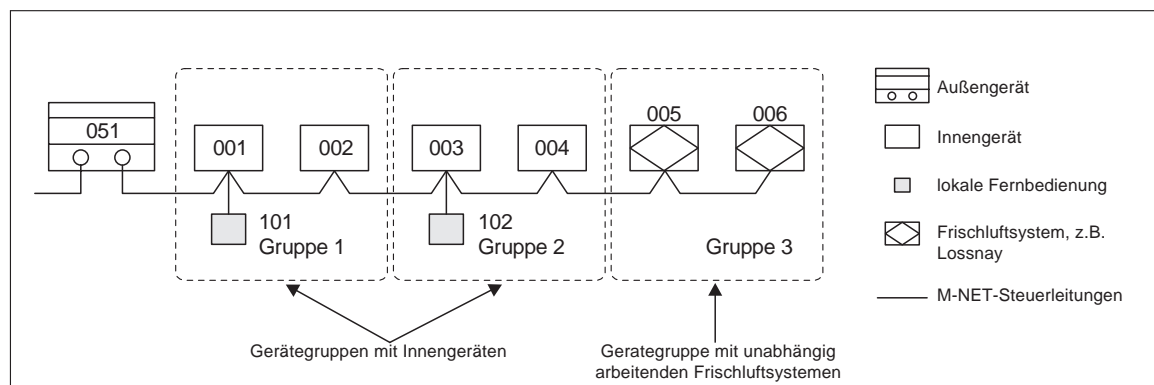 051
001
002
003
004
005
006
101
Gruppe 1
102
Gruppe 2
Gruppe 3
Gerätegruppen mit Innengeräten
Gerategruppe mit unabhängig
arbeitenden Frischluftsystemen
Außengerät
Innengerät
lokale Fernbedienung
Frischluftsystem, z.B.
Lossnay
M-NET-Steuerleitungen